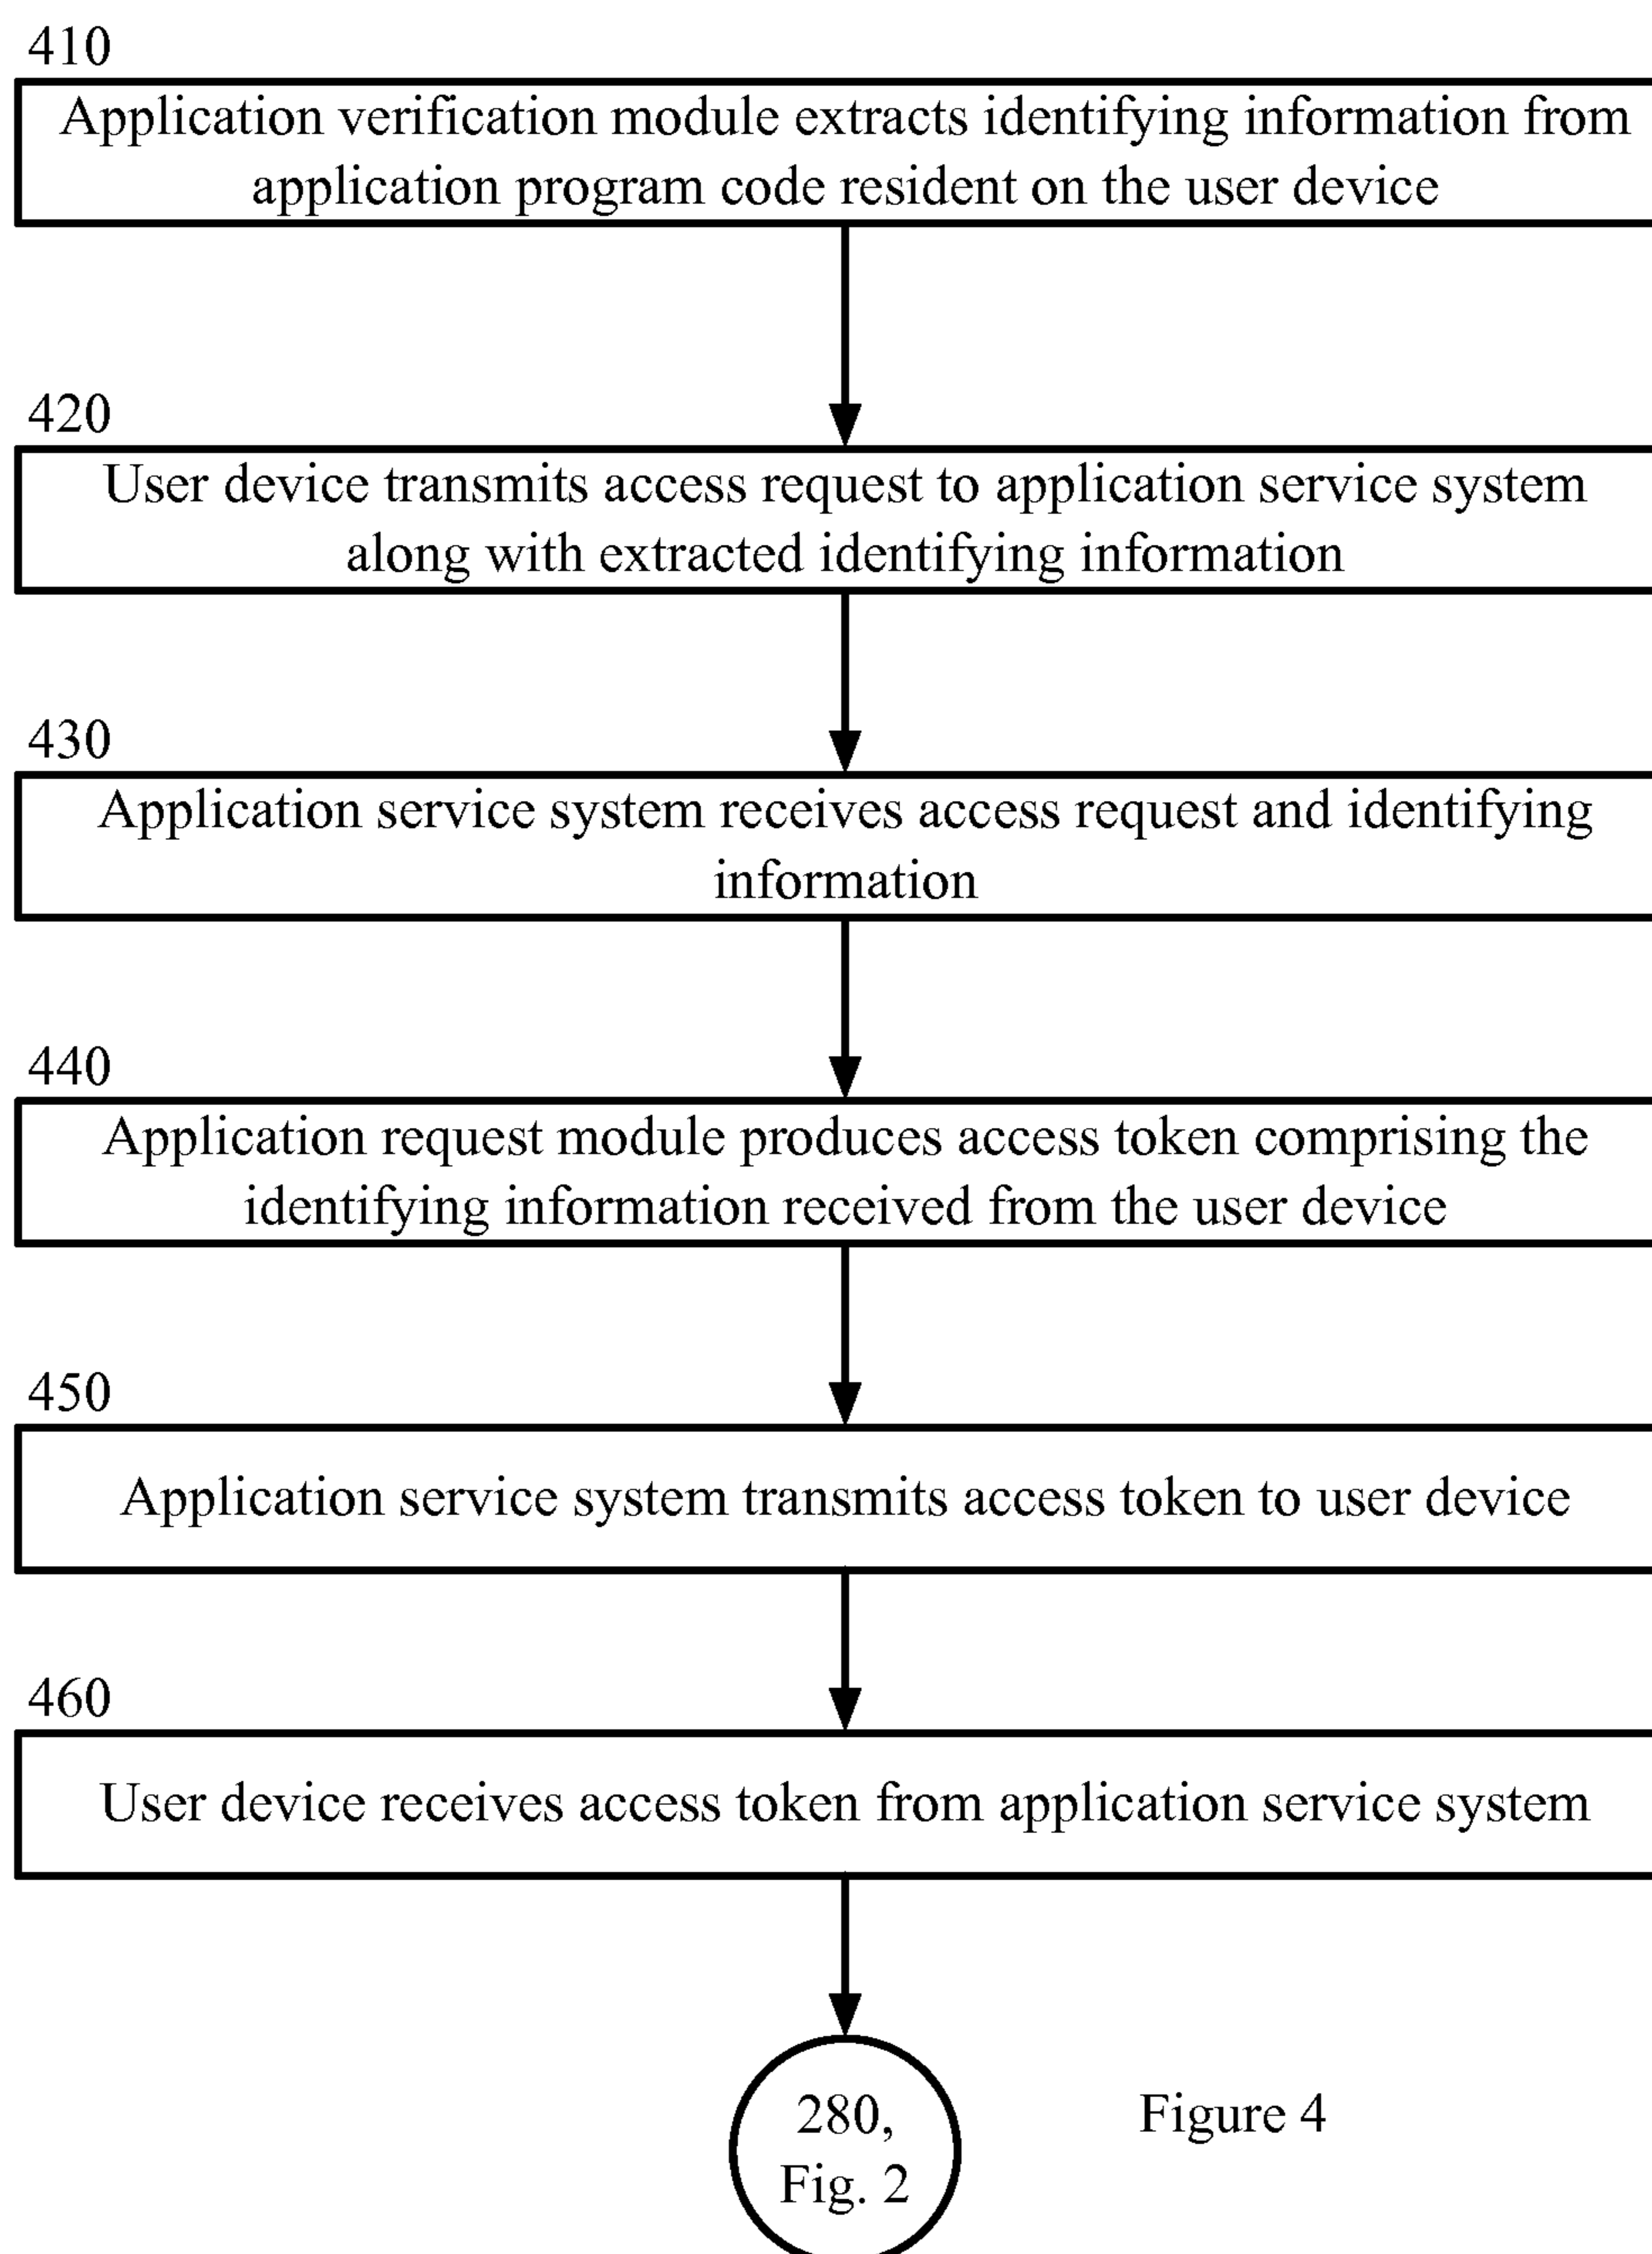 410
Application verification module extracts identifying information from
application program code resident on the user device
420
User device transmits access request to application service system
along with extracted identifying information
430
Application service system receives access request and identifying
information
440
Application request module produces access token comprising the
identifying information received from the user device
450
Application service system transmits access token to user device
460
User device receives access token from application service system
280,
Fig. 2
Figure 4